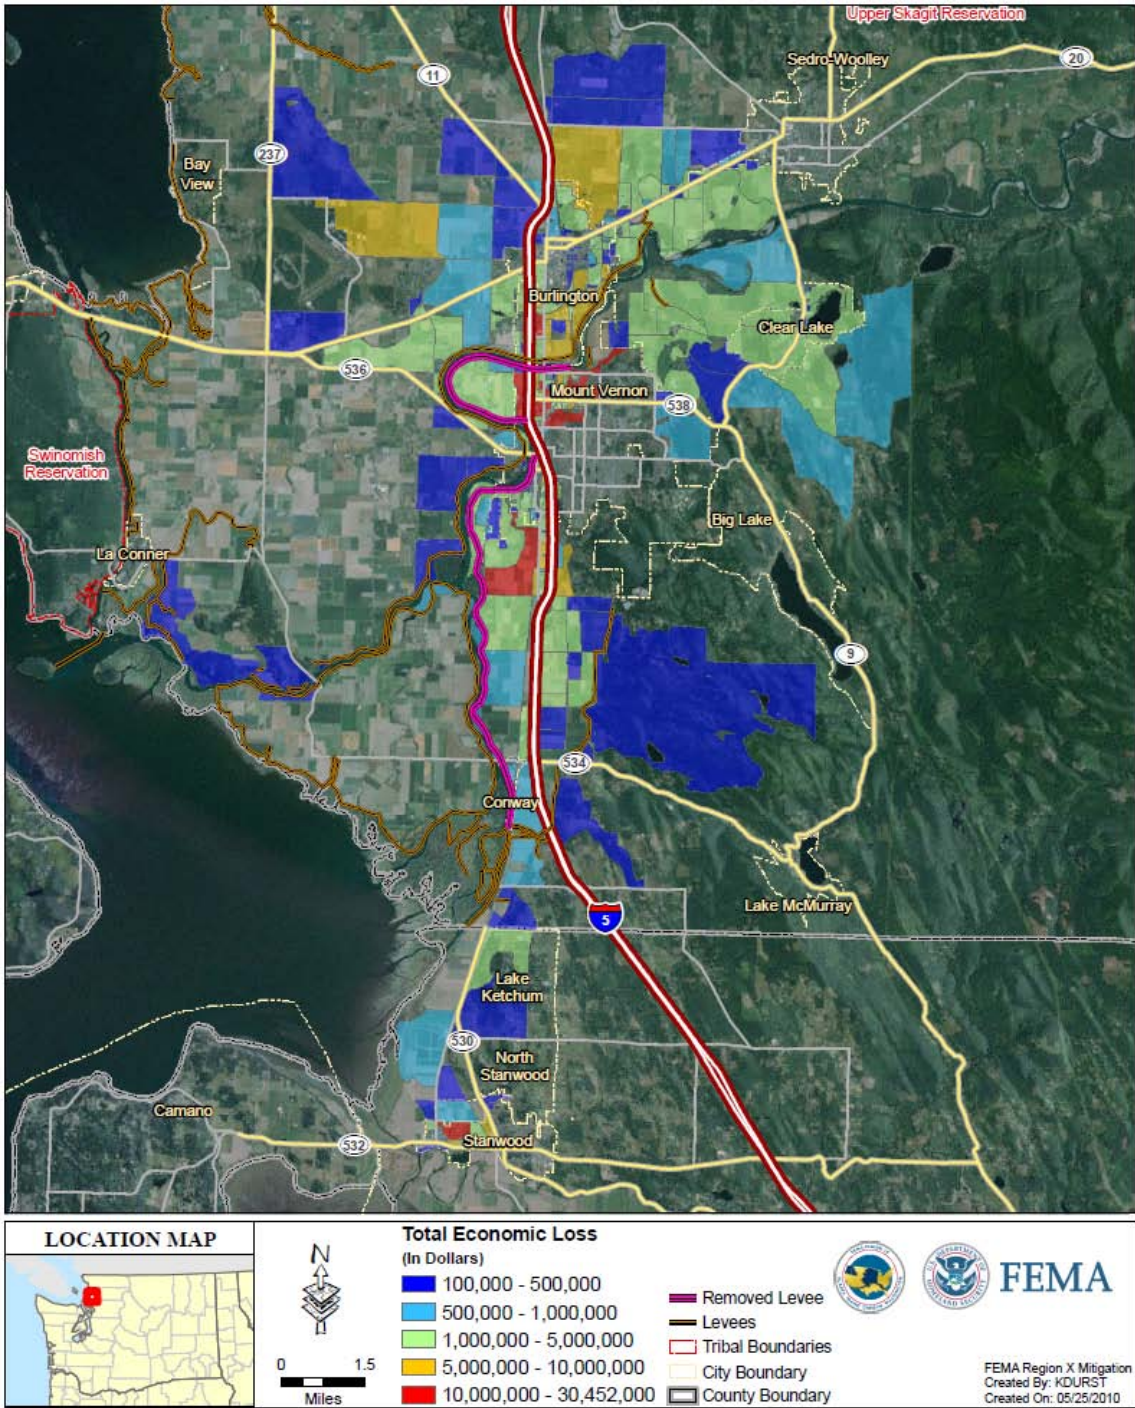 Upper Skagit Reservation
Sedro-Woolley
20
11
237
Bay
View
Burlington
Clear Lake
536
Mount Vernon
538
Swinomish
Reservation
Big Lake
La Conner
9
534
Conway
Lake McMurray
5
Lake
Ketchum
530
North
Stanwood
Camano
532
Stanwood
LOCATION MAP
N
0 1.5
Miles
Total Economic Loss
(In Dollars)
100,000 - 500,000
500,000 - 1,000,000
1,000,000 - 5,000,000
5,000,000 - 10,000,000
10,000,000 - 30,452,000
Removed Levee
Levees
Tribal Boundaries
City Boundary
County Boundary
FEMA
FEMA Region X Mitigation
Created By: KDURST
Created On: 05/25/2010